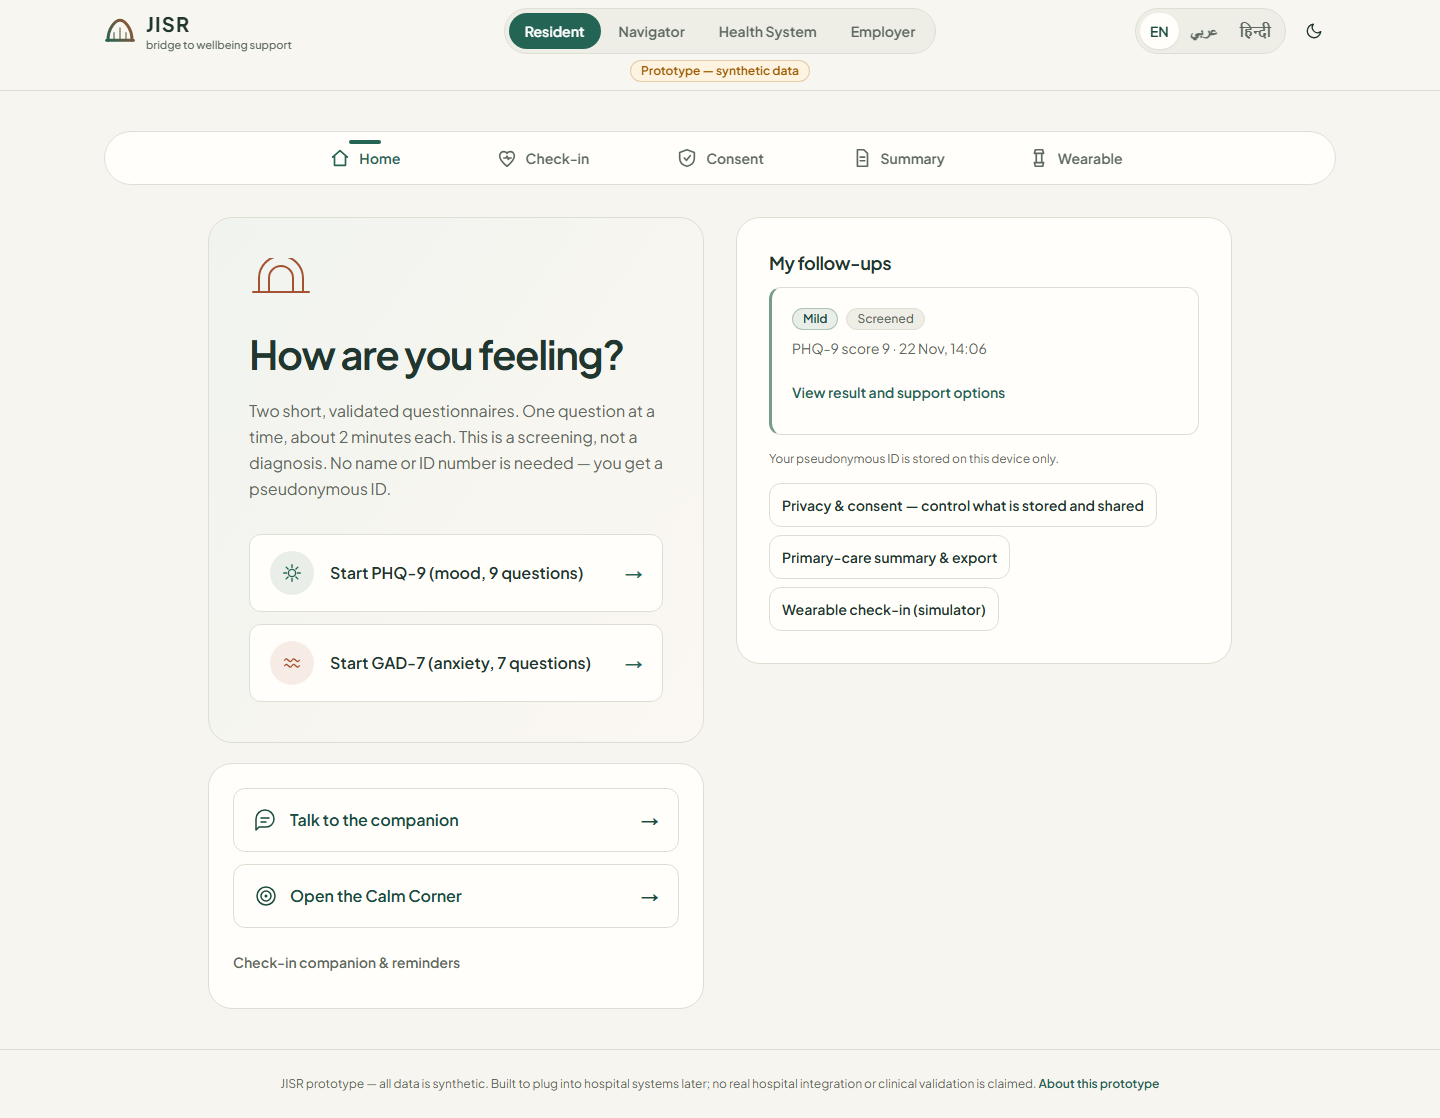 JISR
bridge to wellbeing support
Resident
Navigator
Health System
Employer
Prototype — synthetic data
EN
عربي
हिन्दी
Home
Check-in
Consent
Summary
Wearable
How are you feeling?
Two short, validated questionnaires. One question at a
time, about 2 minutes each. This is a screening, not a
diagnosis. No name or ID number is needed — you get a
pseudonymous ID.
Start PHQ-9 (mood, 9 questions) →
Start GAD-7 (anxiety, 7 questions) →
Talk to the companion →
Open the Calm Corner →
Check-in companion & reminders
My follow-ups
Mild
Screened
PHQ-9 score 9 · 22 Nov, 14:06
View result and support options
Your pseudonymous ID is stored on this device only.
Privacy & consent — control what is stored and shared
Primary-care summary & export
Wearable check-in (simulator)
JISR prototype — all data is synthetic. Built to plug into hospital systems later; no real hospital integration or clinical validation is claimed. About this prototype